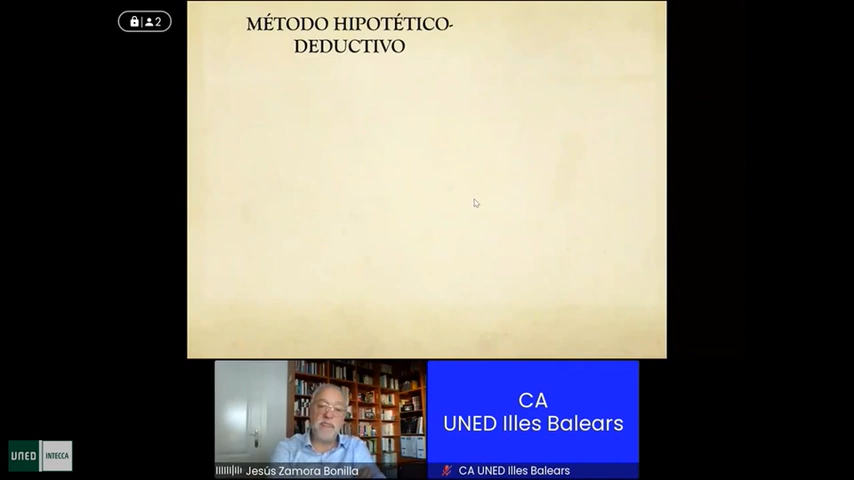 2
MÉTODO HIPOTÉTICO-
DEDUCTIVO
CA
UNED Illes Balears
Jesús Zamora Bonilla
CA UNED Illes Balears
UNED INTECCA